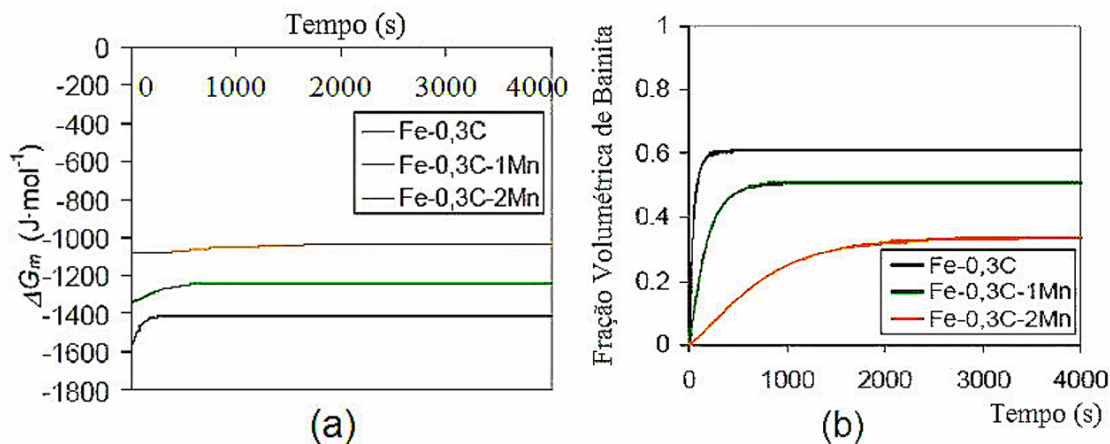 Tempo (s)
0
-200
-400
-600
-800
-1000
-1200
-1400
-1600
-1800
0 1000 2000 3000 4000
ΔGm (J·mol-1)
Fe-0,3C
Fe-0,3C-1Mn
Fe-0,3C-2Mn
(a)
Fração Volumétrica de Bainita
1
0.8
0.6
0.4
0.2
0
0 1000 2000 3000 4000
Fe-0,3C
Fe-0,3C-1Mn
Fe-0,3C-2Mn
Tempo (s)
(b)